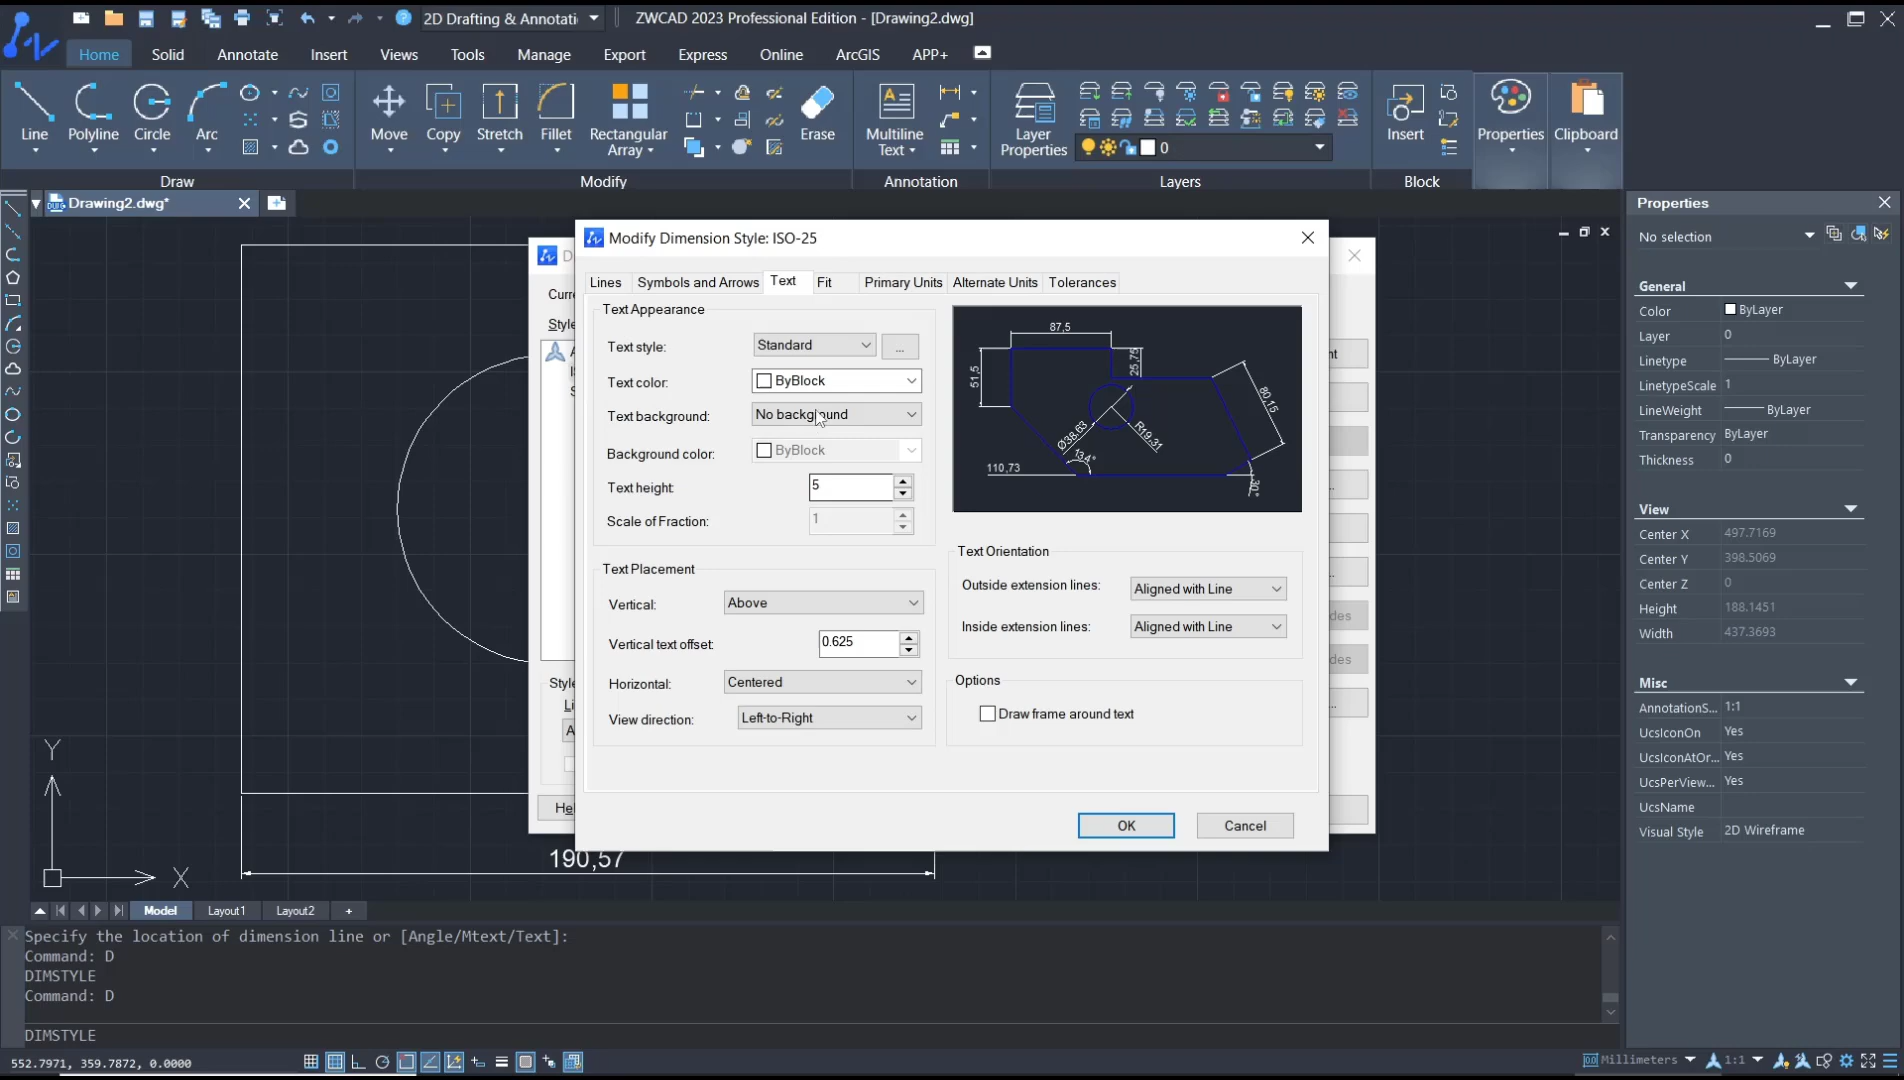 2D Drafting & Annotati
ZWCAD 2023 Professional Edition - [Drawing2.dwg]
Home Solid Annotate Insert Views Tools Manage Export Express Online ArcGIS APP+
Line Polyline Circle Arc
Move Copy Stretch Fillet Rectangular Array Erase
Multiline Text
Layer Properties
0
Insert
Properties Clipboard
Draw Modify Annotation Layers Block
Drawing2.dwg*
Properties
No selection
General
Color ByLayer
Layer 0
Linetype ByLayer
LinetypeScale 1
LineWeight ByLayer
Transparency ByLayer
Thickness 0
View
Center X 497.7169
Center Y 398.5069
Center Z 0
Height 188.1451
Width 437.3693
Misc
AnnotationS... 1:1
UcsIconOn Yes
UcsIconAtOr... Yes
UcsPerView... Yes
UcsName
Visual Style 2D Wireframe
D
Curre
Style
A
Style
Li
A
Hel
nt
des
des
Modify Dimension Style: ISO-25
Lines Symbols and Arrows Text Fit Primary Units Alternate Units Tolerances
Text Appearance
Text style: Standard ...
Text color: ByBlock
Text background: No background
Background color: ByBlock
Text height: 5
Scale of Fraction: 1
Text Placement
Vertical: Above
Vertical text offset: 0.625
Horizontal: Centered
View direction: Left-to-Right
87,5
51,5
25,75
80,15
Ø38,63
R19,31
134°
110,73
30°
Text Orientation
Outside extension lines: Aligned with Line
Inside extension lines: Aligned with Line
Options
Draw frame around text
OK Cancel
190,57
Y
X
Model Layout1 Layout2 +
Specify the location of dimension line or [Angle/Mtext/Text]:
Command: D
DIMSTYLE
Command: D
DIMSTYLE
552.7971, 359.7872, 0.0000
Millimeters 1:1